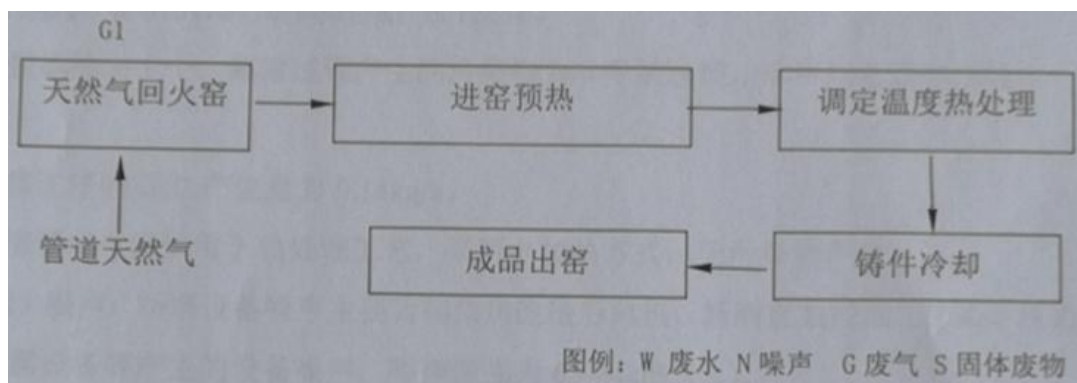 G1
天然气回火窑
进窑预热
调定温度热处理
管道天然气
成品出窑
铸件冷却
图例：W 废水 N噪声 G废气 S固体废物